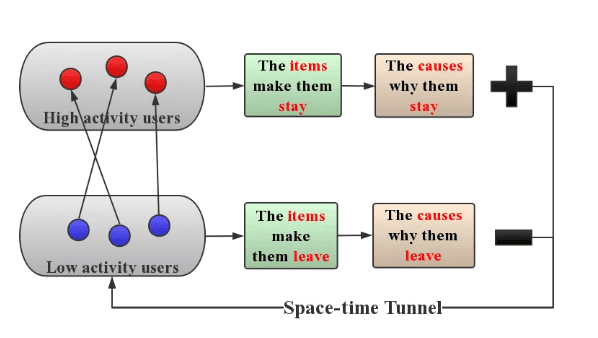 The items
make them
stay
The causes
why them
stay
High activity users
The items
make
them leave
The causes
why them
leave
Low activity users
Space-time Tunnel